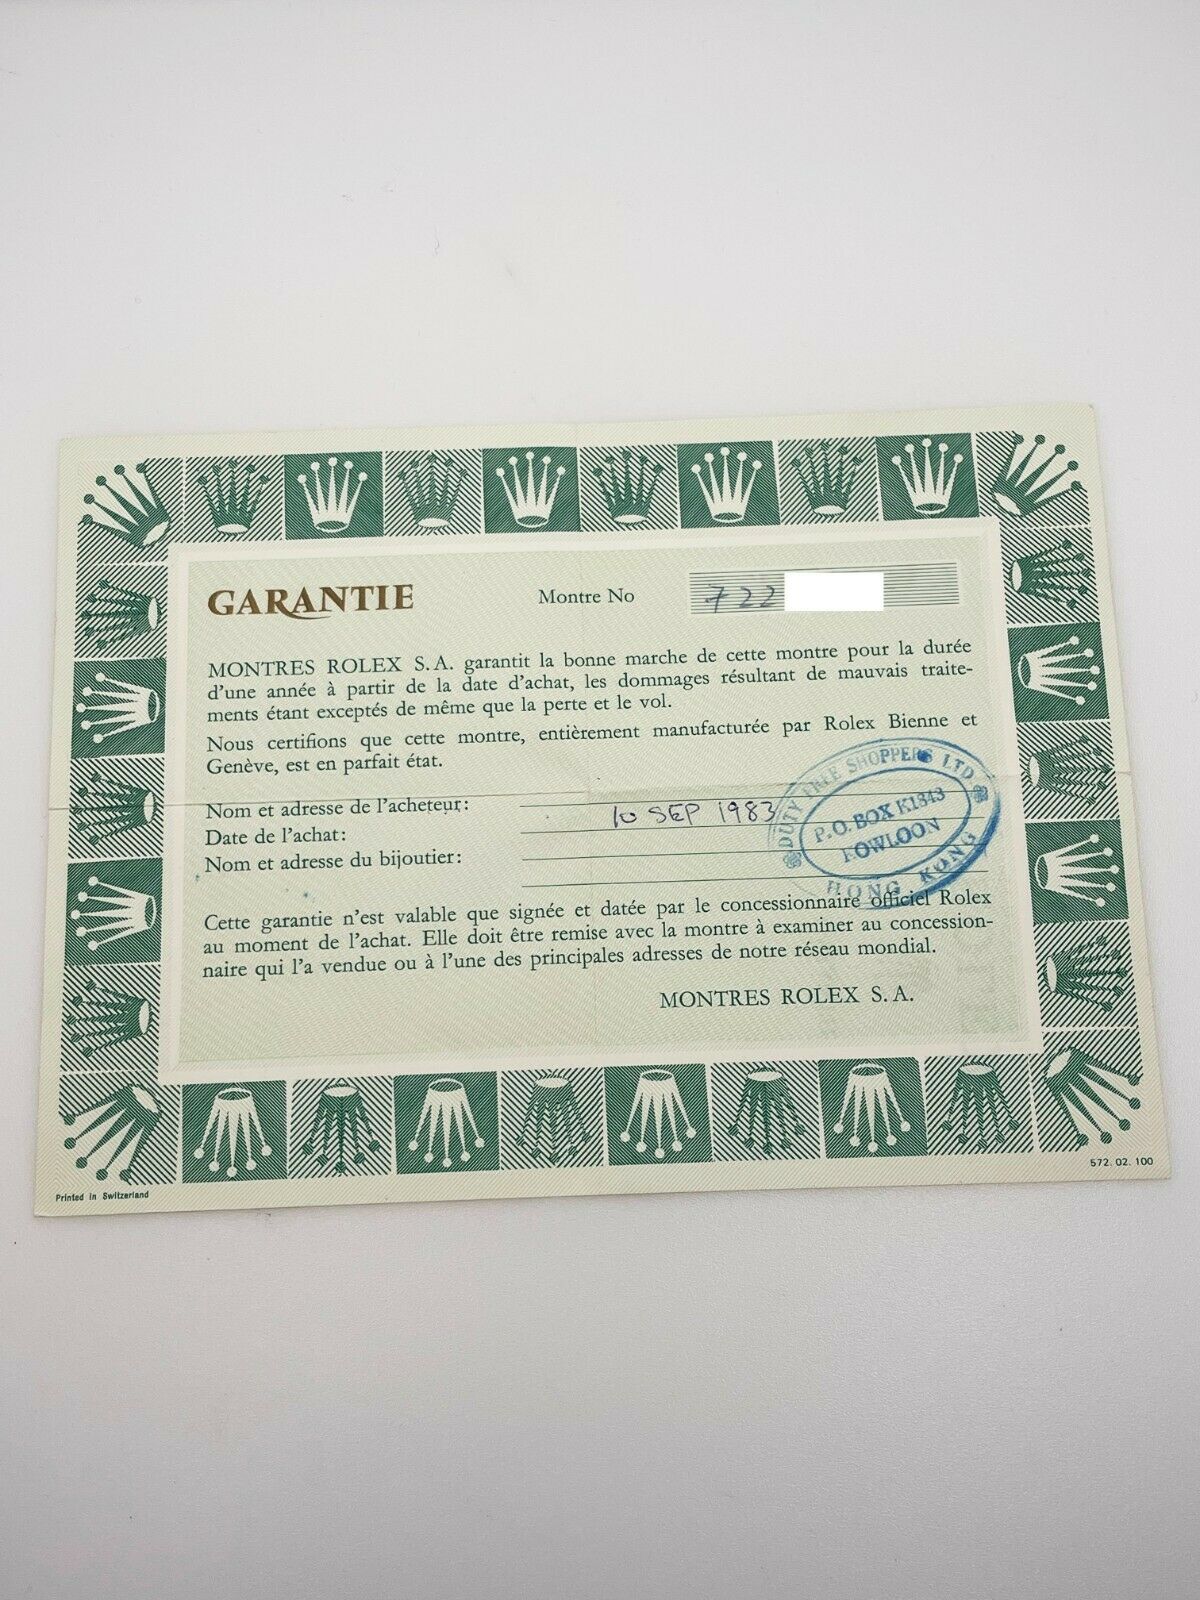 GARANTIE Montre No 722
MONTRES ROLEX S.A. garantit la bonne marche de cette montre pour la durée
d'une année à partir de la date d'achat, les dommages résultant de mauvais traite-
ments étant exceptés de même que la perte et le vol.
Nous certifions que cette montre, entièrement manufacturée par Rolex Bienne et
Genève, est en parfait état.
Nom et adresse de l'acheteur:
Date de l'achat: 10 SEP 1983
Nom et adresse du bijoutier:
DUTY FREE SHOPPERS LTD.
P.O. BOX K1843
KOWLOON
HONG KONG
Cette garantie n'est valable que signée et datée par le concessionnaire officiel Rolex
au moment de l'achat. Elle doit être remise avec la montre à examiner au concession-
naire qui l'a vendue ou à l'une des principales adresses de notre réseau mondial.
MONTRES ROLEX S.A.
Printed in Switzerland
572.02.100